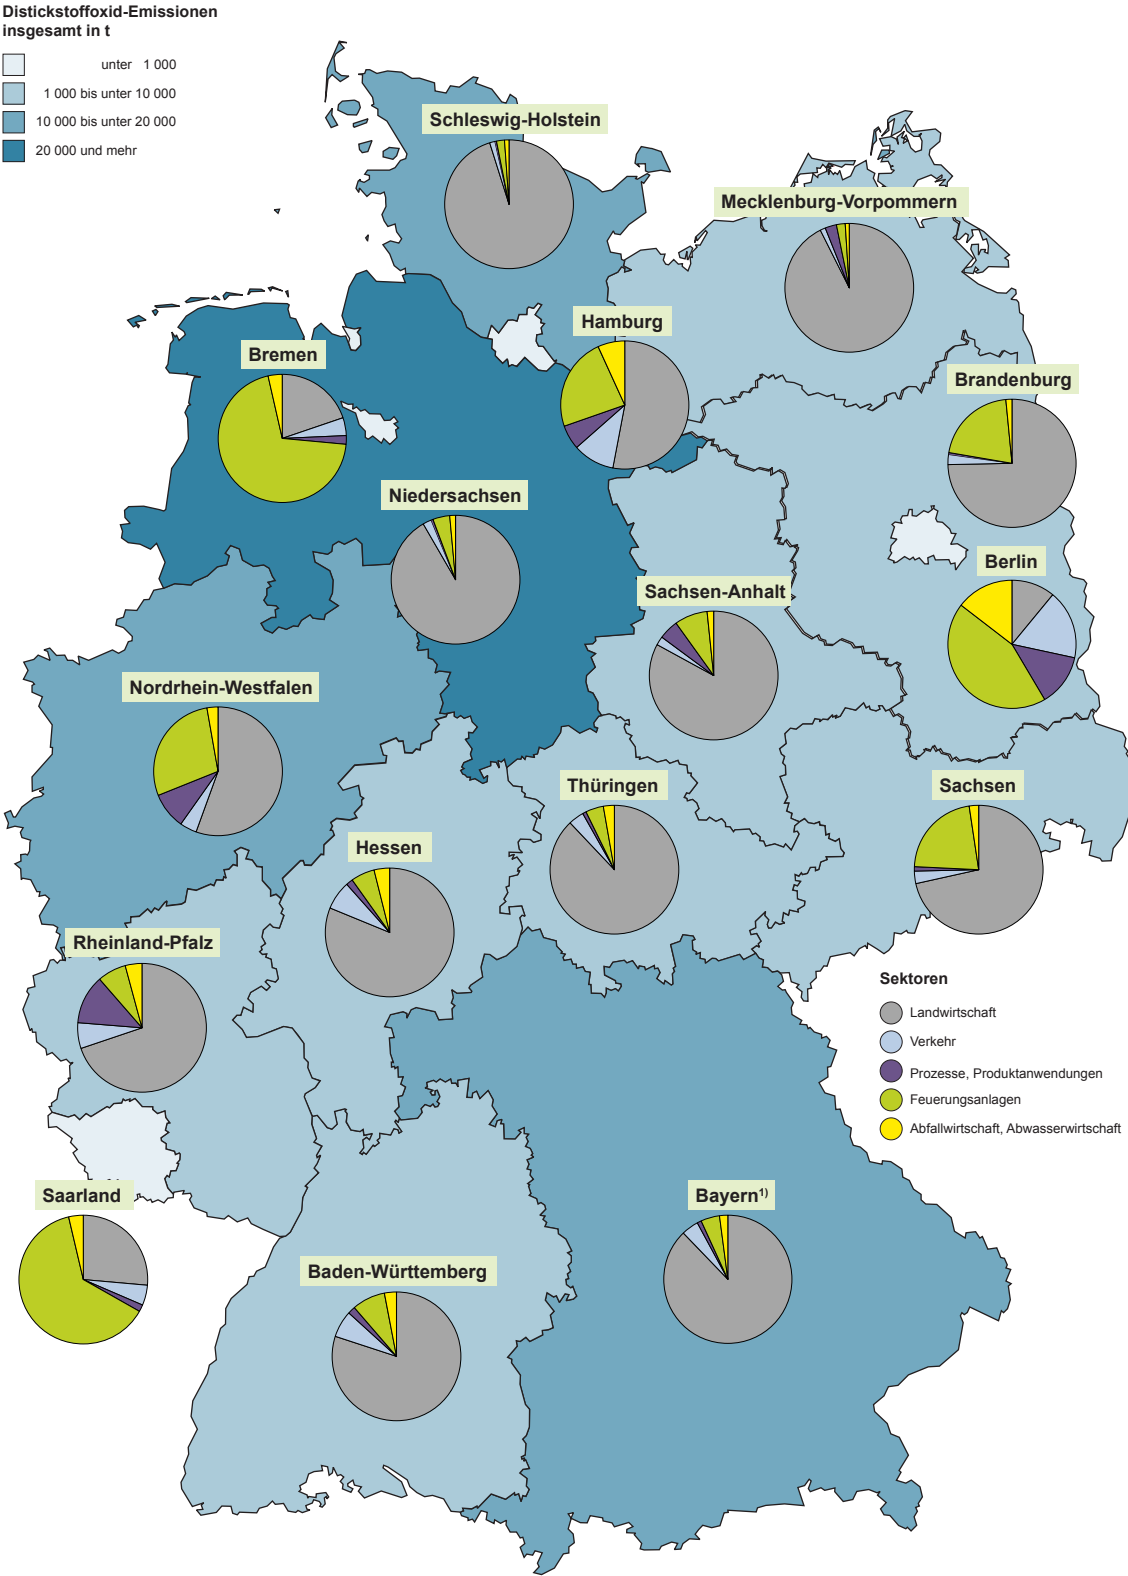 Distickstoffoxid-Emissionen
insgesamt in t
unter 1 000
1 000 bis unter 10 000
10 000 bis unter 20 000
20 000 und mehr
Schleswig-Holstein
Mecklenburg-Vorpommern
Hamburg
Bremen
Brandenburg
Niedersachsen
Berlin
Sachsen-Anhalt
Nordrhein-Westfalen
Thüringen
Sachsen
Hessen
Rheinland-Pfalz
Sektoren
Landwirtschaft
Verkehr
Prozesse, Produktanwendungen
Feuerungsanlagen
Abfallwirtschaft, Abwasserwirtschaft
Saarland
Bayern¹⁾
Baden-Württemberg